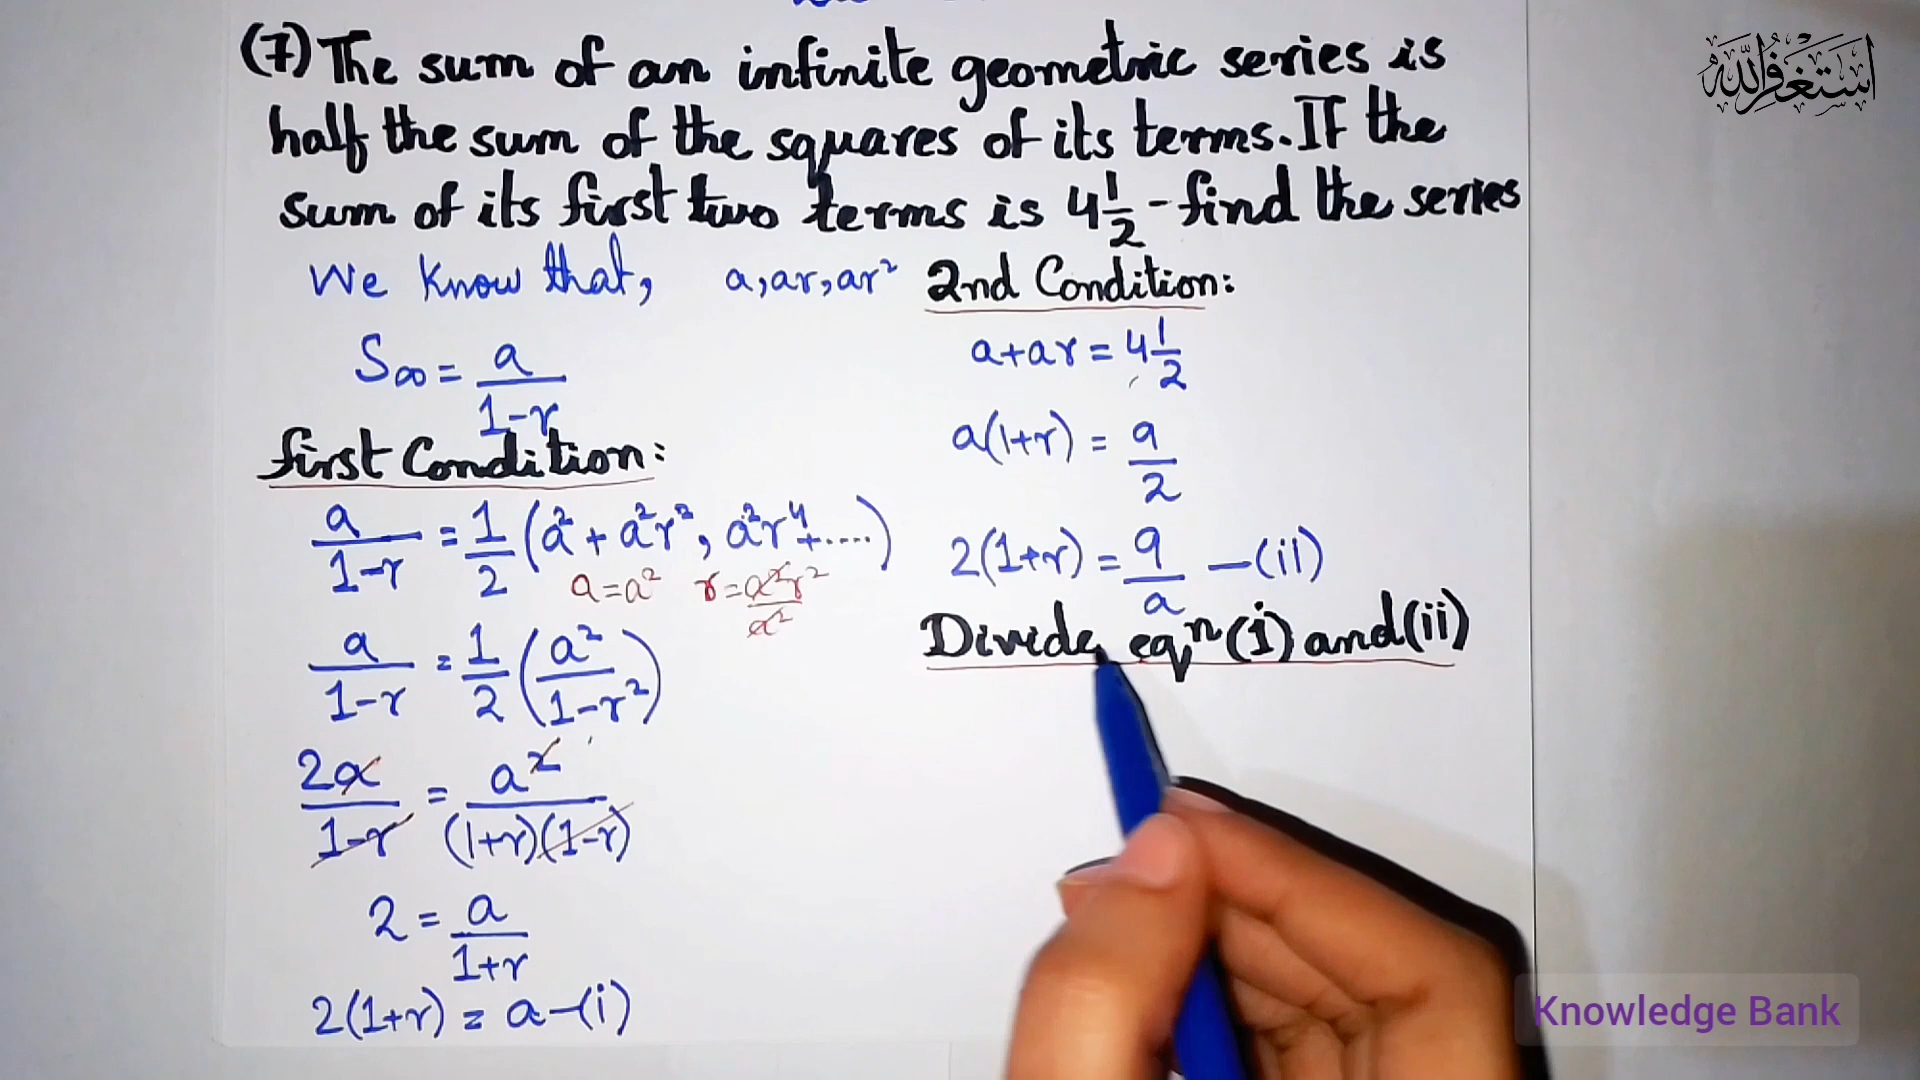 (7) The sum of an infinite geometric series is
half the sum of the squares of its terms. If the
sum of its first two terms is 4 1/2 - find the series
We know that, a, ar, ar²
S∞ = a/(1-r)
first Condition:
a/(1-r) = 1/2 (a² + a²r², a²r⁴ + ....)
a = a² r = a²r²/a²
a/(1-r) = 1/2 (a²/(1-r²))
2a/(1-r) = a²/((1+r)(1-r))
2 = a/(1+r)
2(1+r) = a -(i)
2nd Condition:
a + ar = 4 1/2
a(1+r) = 9/2
2(1+r) = 9/a -(ii)
Divide eqⁿ (i) and (ii)
أستغفر الله
Knowledge Bank